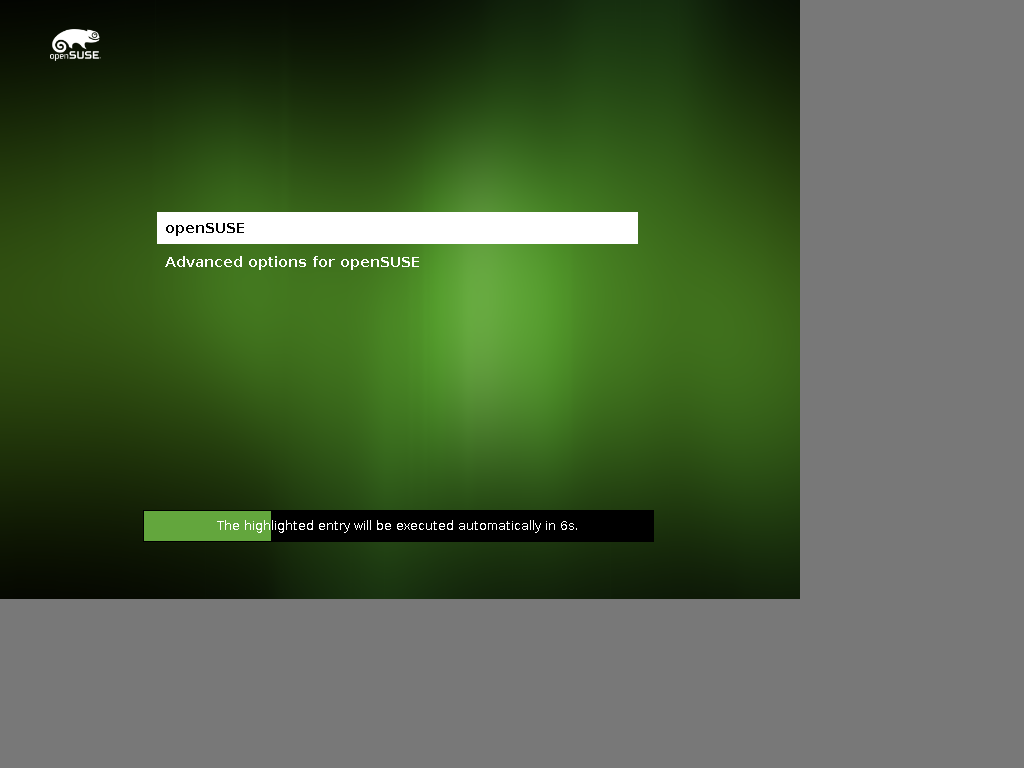 openSUSE
openSUSE
Advanced options for openSUSE
The highlighted entry will be executed automatically in 6s.